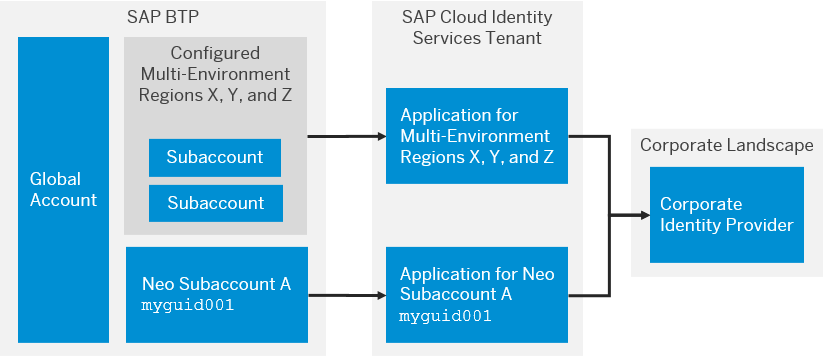 SAP BTP
Global
Account
Configured
Multi-Environment
Regions X, Y, and Z
Subaccount
Subaccount
Neo Subaccount A
myguid001
SAP Cloud Identity
Services Tenant
Application for
Multi-Environment
Regions X, Y, and Z
Application for Neo
Subaccount A
myguid001
Corporate Landscape
Corporate
Identity Provider